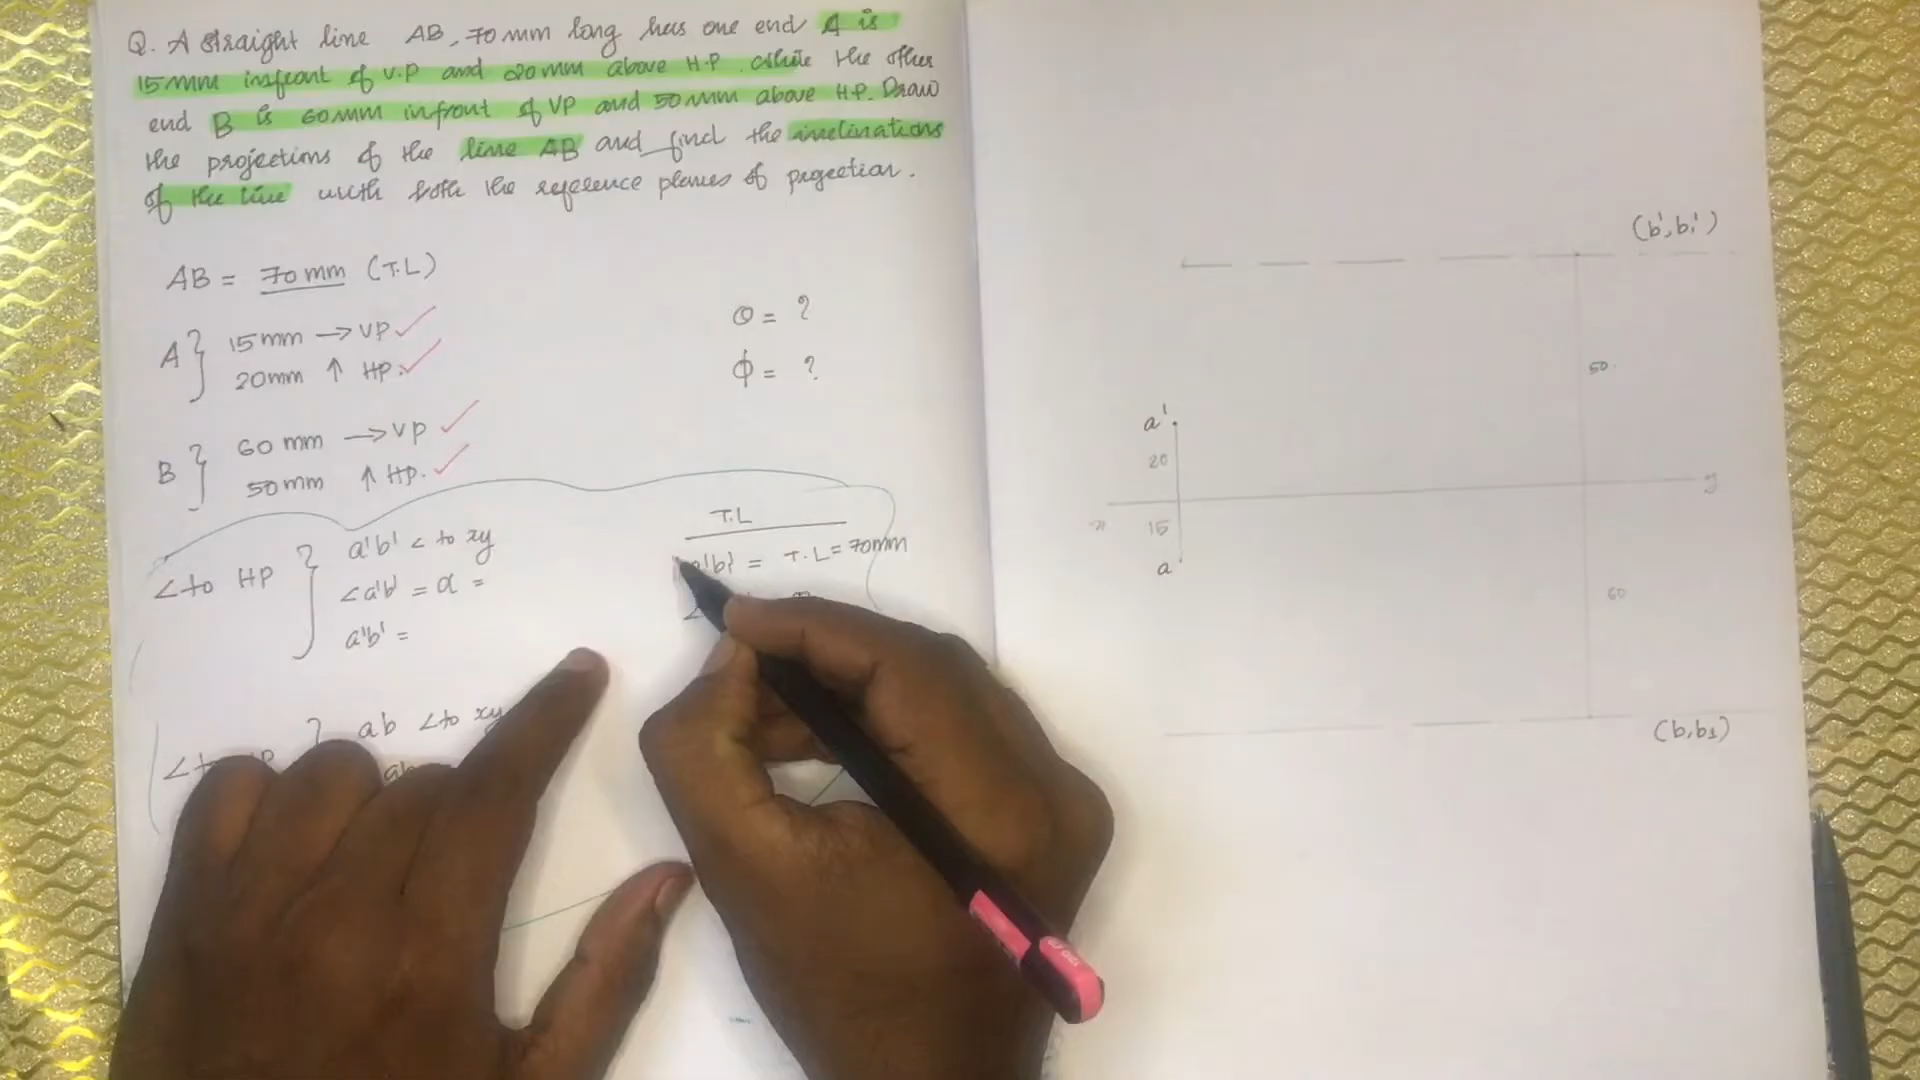 Q. A straight line AB, 70mm long has one end A is
15mm infront of V.P and 20mm above H.P. while the other
end B is 60mm infront of VP and 50mm above H.P. Draw
the projections of the line AB and find the inclinations
of the line with both the reference planes of projection.
AB = 70mm (T.L)
A} 15mm → VP ✓
20mm ↑ HP. ✓
B} 60 mm → VP ✓
50mm ↑ HP. ✓
θ = ?
ϕ = ?
∠to HP } a'b' < to xy
∠a'b' = α =
a'b' =
T.L
T.L = 70mm
ab ∠to xy
ab
(b', b₁')
50
a'
20
15
a
y
60
(b, b₁)